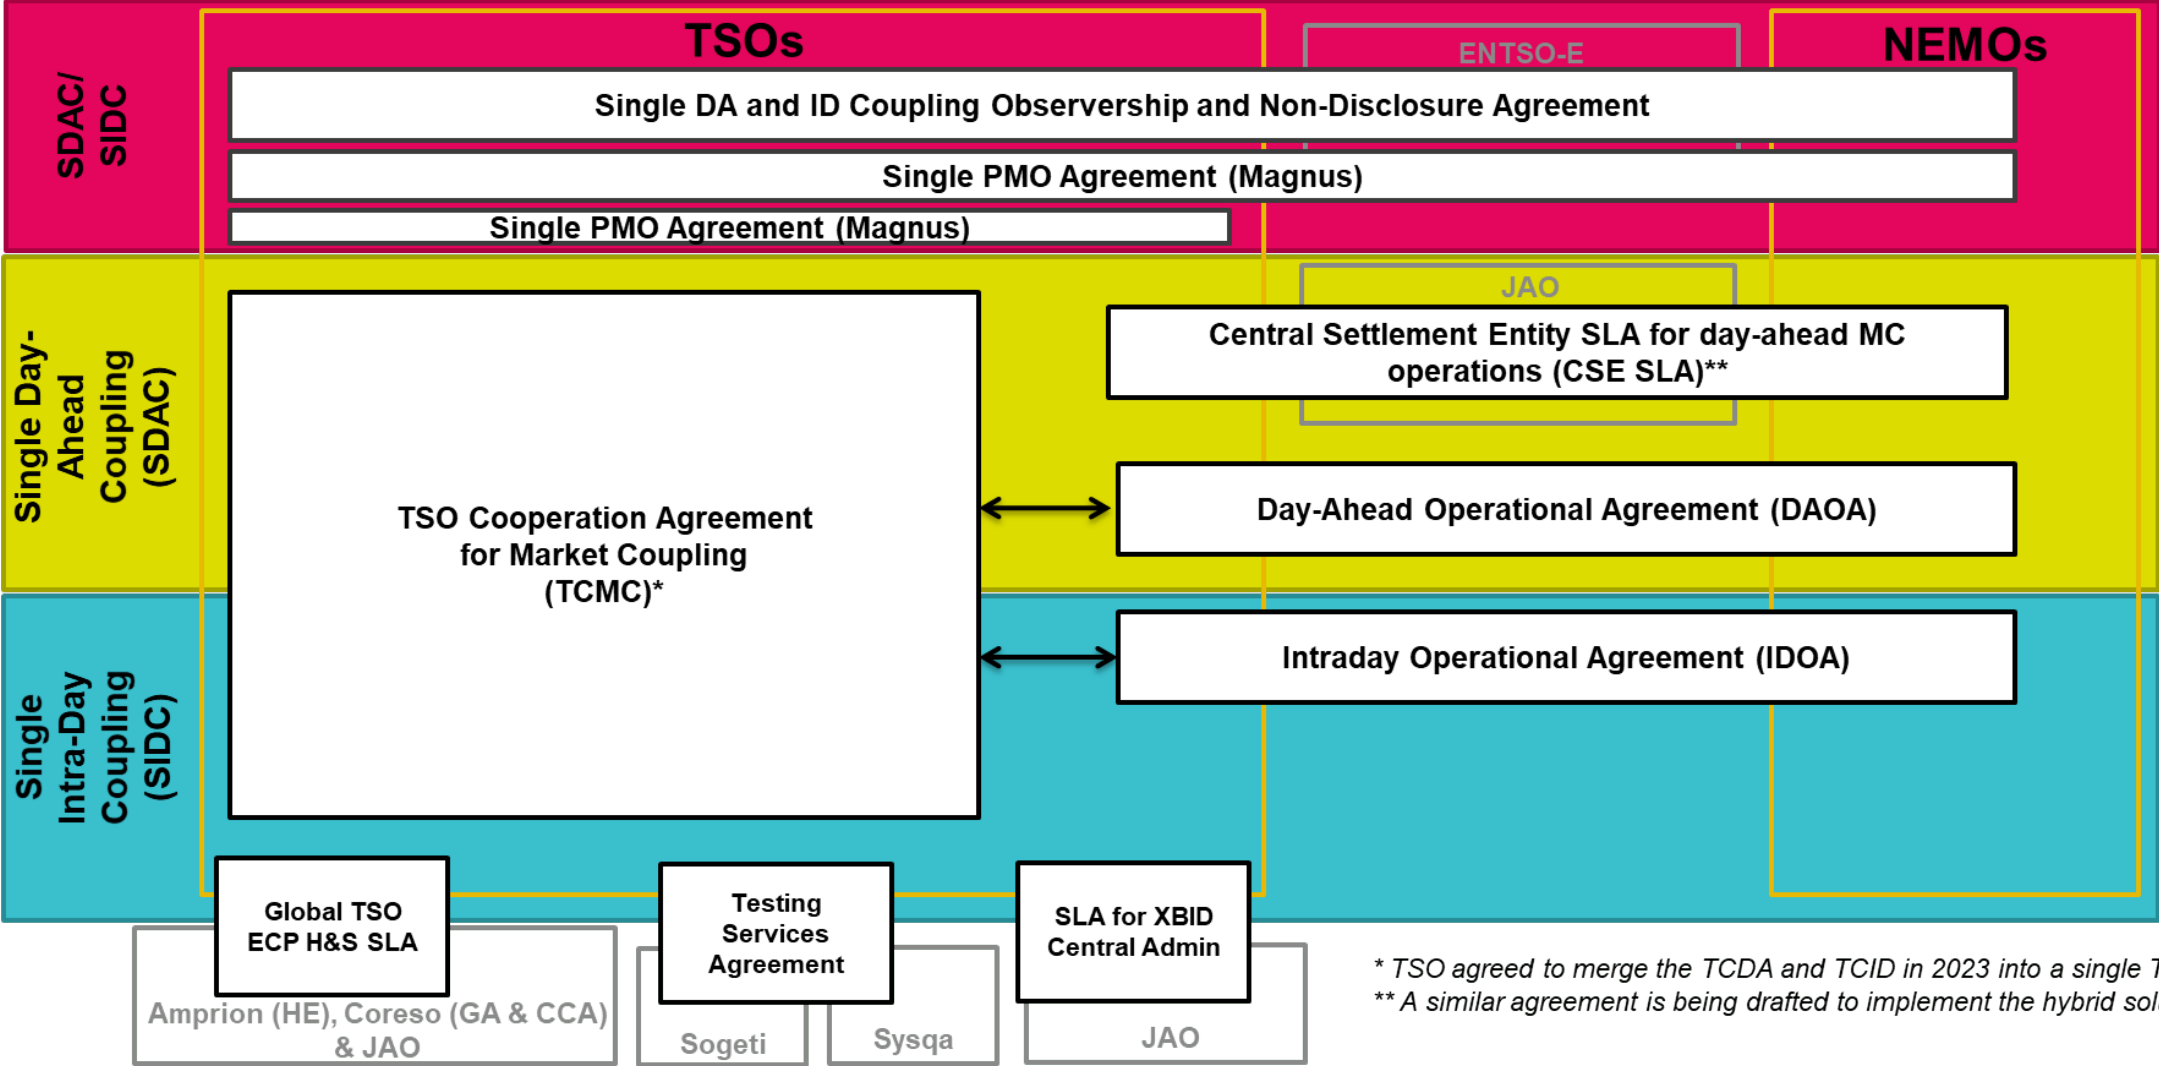 TSOs
ENTSO-E
NEMOs
SDAC/
SIDC
Single DA and ID Coupling Observership and Non-Disclosure Agreement
Single PMO Agreement (Magnus)
Single PMO Agreement (Magnus)
Single Day-
Ahead
Coupling
(SDAC)
JAO
Central Settlement Entity SLA for day-ahead MC
operations (CSE SLA)**
TSO Cooperation Agreement
for Market Coupling
(TCMC)*
Day-Ahead Operational Agreement (DAOA)
Single
Intra-Day
Coupling
(SIDC)
Intraday Operational Agreement (IDOA)
Global TSO
ECP H&S SLA
Testing
Services
Agreement
SLA for XBID
Central Admin
Amprion (HE), Coreso (GA & CCA)
& JAO
Sogeti
Sysqa
JAO
* TSO agreed to merge the TCDA and TCID in 2023 into a single
** A similar agreement is being drafted to implement the hybrid